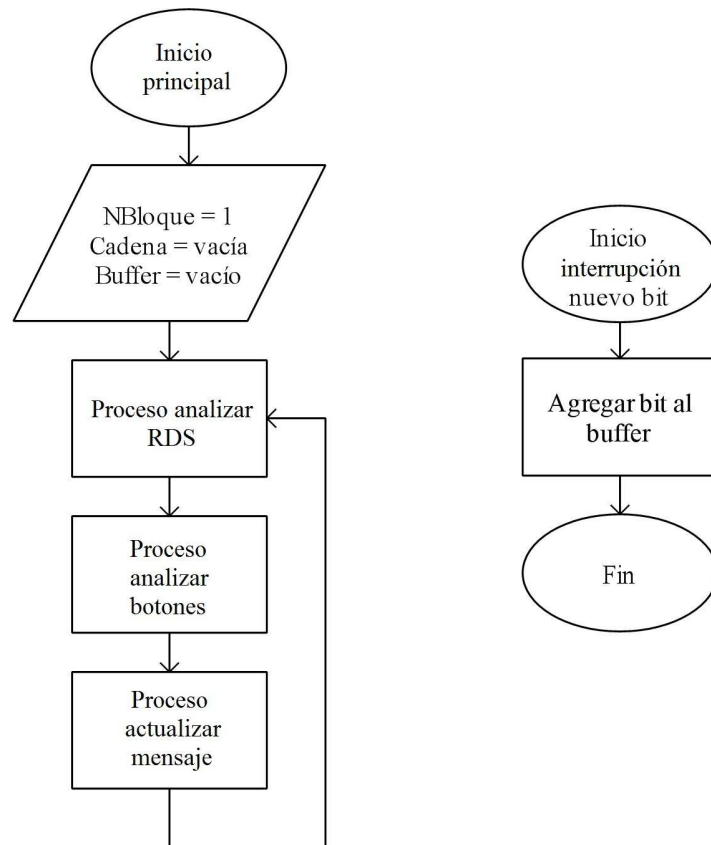 Inicio
principal
NBloque = 1
Cadena = vacía
Buffer = vacío
Proceso analizar
RDS
Proceso
analizar
botones
Proceso
actualizar
mensaje
Inicio
interrupción
nuevo bit
Agregar bit al
buffer
Fin